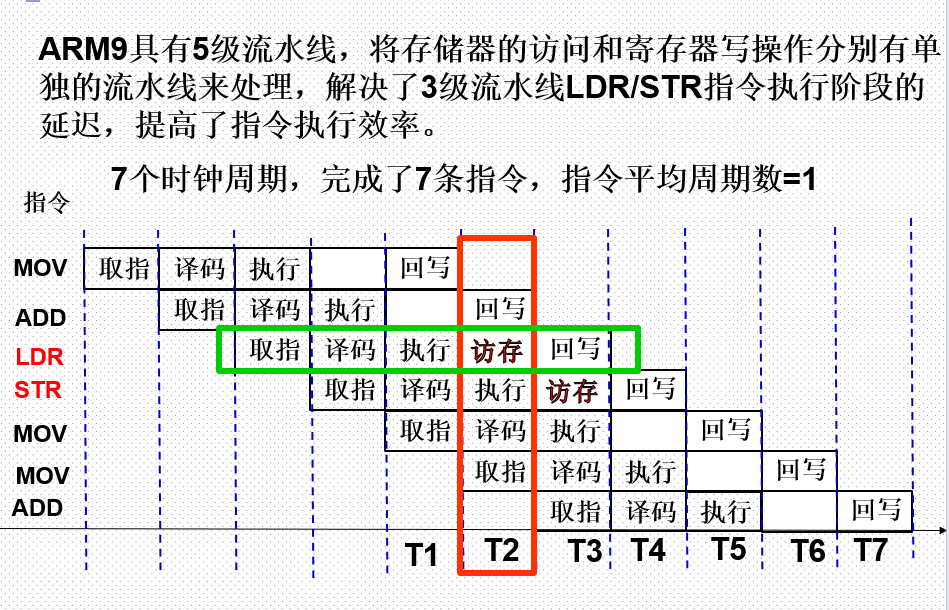 ARM9具有5级流水线，将存储器的访问和寄存器写操作分别有单
独的流水线来处理，解决了3级流水线LDR/STR指令执行阶段的
延迟，提高了指令执行效率。
7个时钟周期，完成了7条指令，指令平均周期数=1
指令
MOV 取指 译码 执行 回写
ADD 取指 译码 执行 回写
LDR 取指 译码 执行 访存 回写
STR 取指 译码 执行 访存 回写
MOV 取指 译码 执行 回写
MOV 取指 译码 执行 回写
ADD 取指 译码 执行 回写
T1 T2 T3 T4 T5 T6 T7